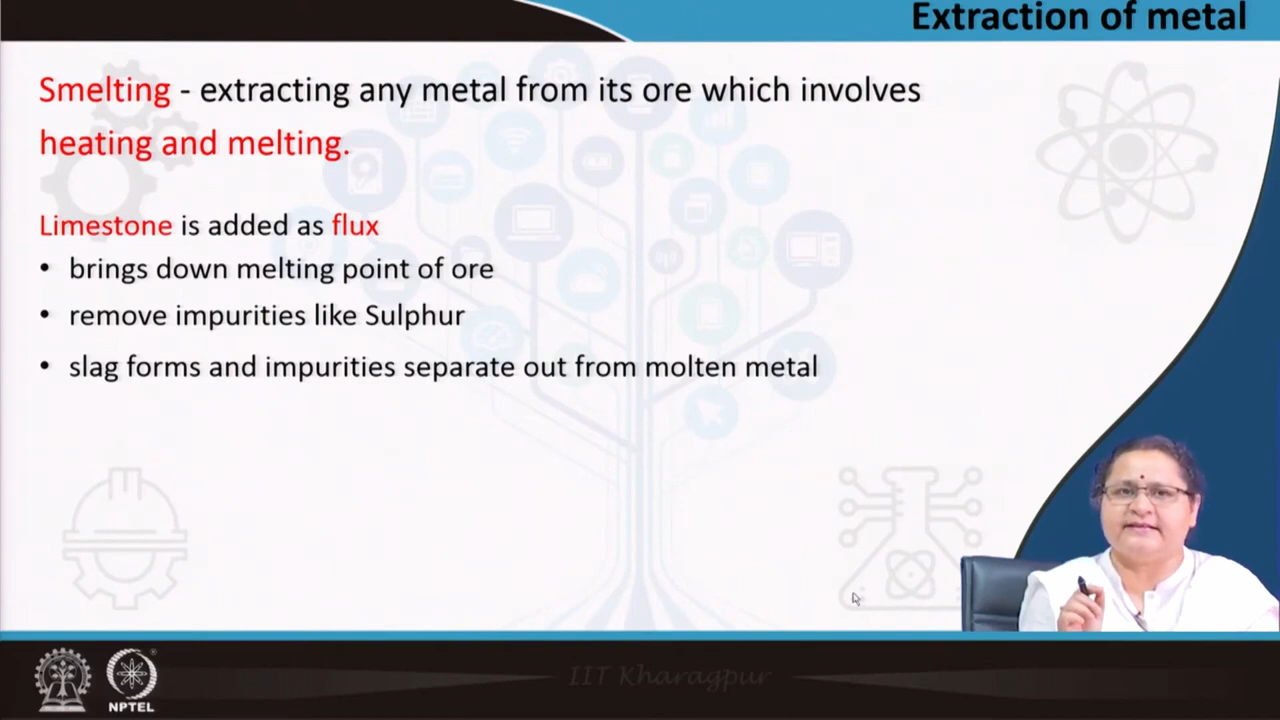 Extraction of metal
Smelting - extracting any metal from its ore which involves
heating and melting.
Limestone is added as flux
• brings down melting point of ore
• remove impurities like Sulphur
• slag forms and impurities separate out from molten metal
IIT Kharagpur
NPTEL